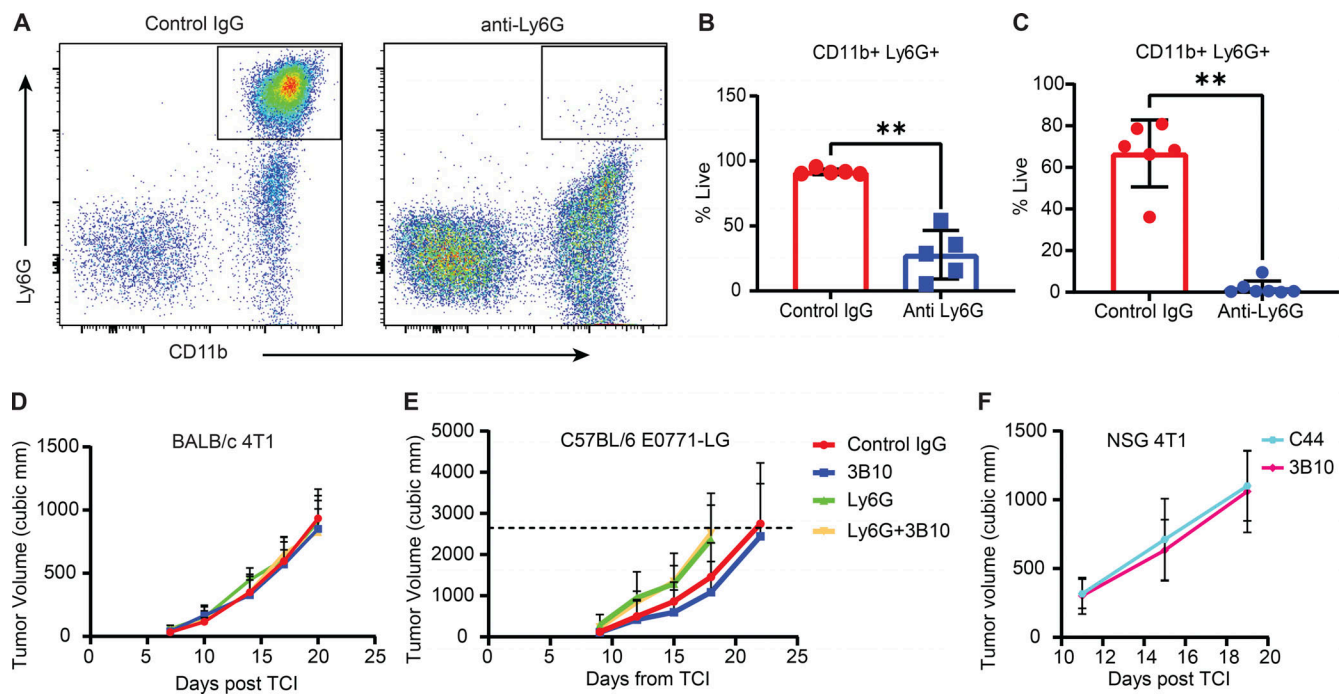 A
Control IgG
anti-Ly6G
Ly6G
CD11b
B
CD11b+ Ly6G+
% Live
150
100
50
0
**
Control IgG
Anti Ly6G
C
CD11b+ Ly6G+
% Live
100
80
60
40
20
0
**
Control IgG
Anti-Ly6G
D
BALB/c 4T1
Tumor Volume (cubic mm)
1500
1000
500
0
0 5 10 15 20 25
Days post TCI
E
C57BL/6 E0771-LG
Tumor Volume (cubic mm)
5000
4000
3000
2000
1000
0
0 5 10 15 20 25
Days from TCI
Control IgG
3B10
Ly6G
Ly6G+3B10
F
NSG 4T1
Tumor volume (cubic mm)
1500
1000
500
0
10 12 14 16 18 20
Days post TCI
C44
3B10